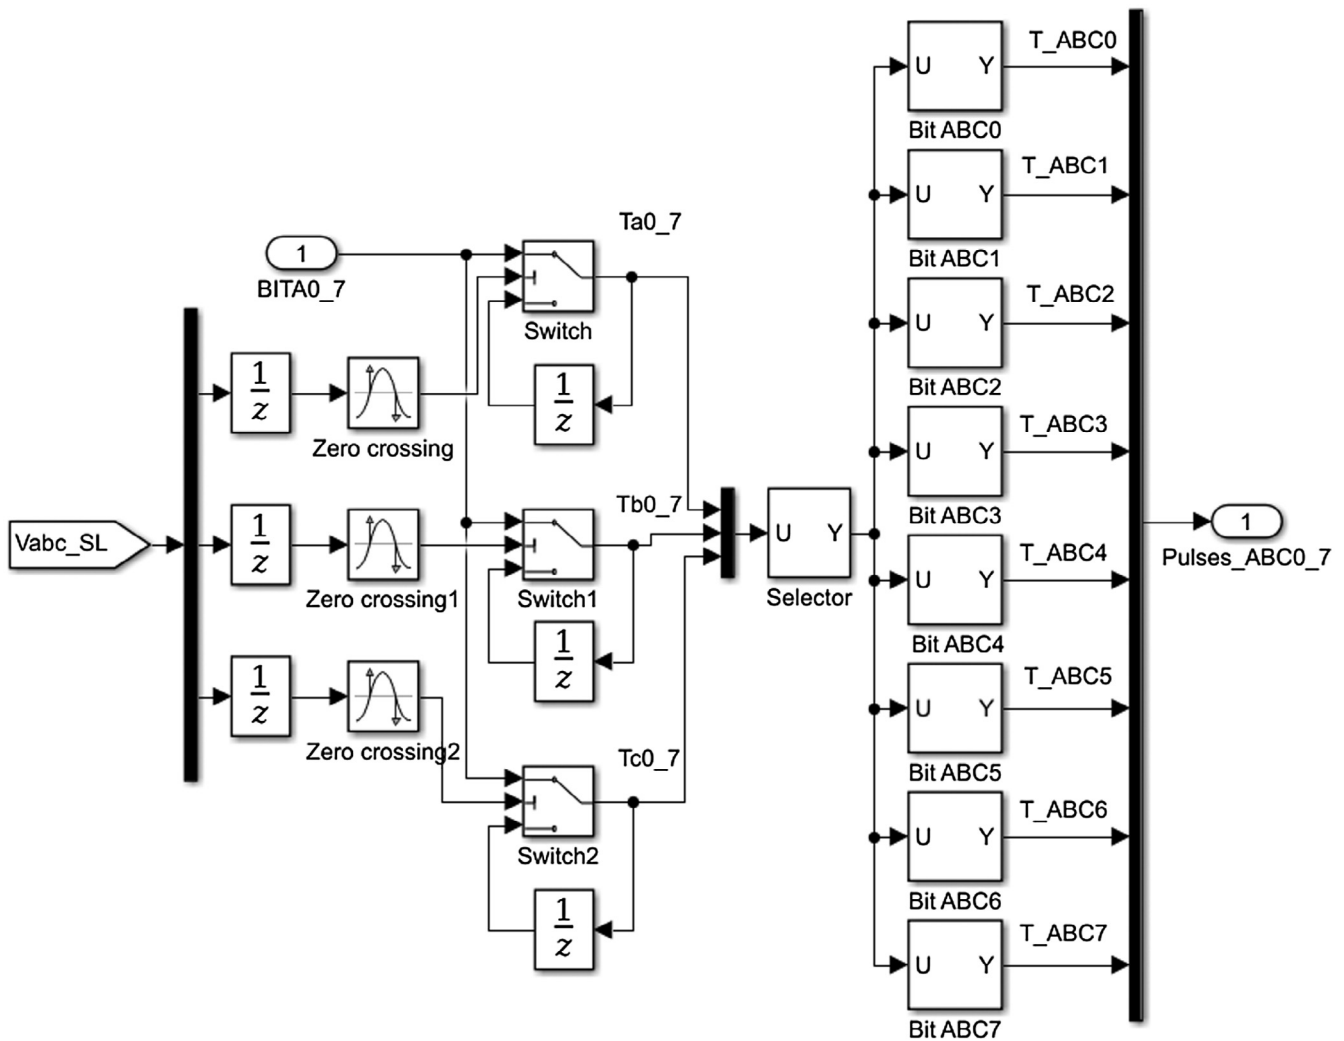 1
BITA0_7
Vabc_SL
1
z
Zero crossing
1
z
Zero crossing1
1
z
Zero crossing2
Ta0_7
Switch
1
z
Tb0_7
Switch1
1
z
Tc0_7
Switch2
1
z
U Y
Selector
U Y
Bit ABC0
T_ABC0
U Y
Bit ABC1
T_ABC1
U Y
Bit ABC2
T_ABC2
U Y
Bit ABC3
T_ABC3
U Y
Bit ABC4
T_ABC4
U Y
Bit ABC5
T_ABC5
U Y
Bit ABC6
T_ABC6
U Y
Bit ABC7
T_ABC7
1
Pulses_ABC0_7